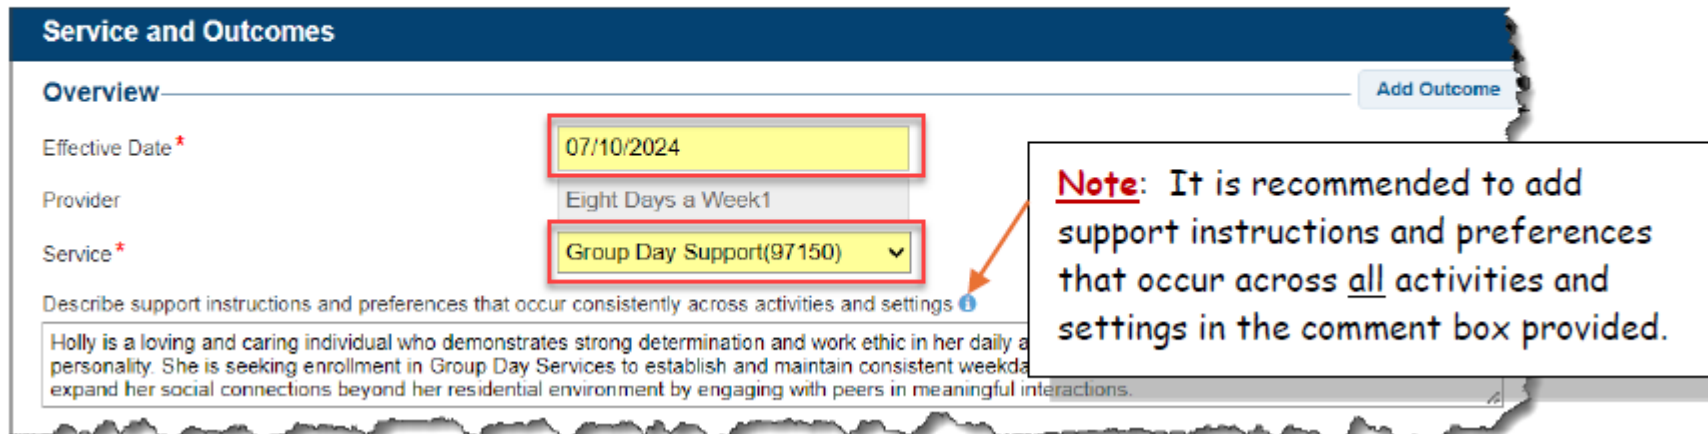 Service and Outcomes
Overview
Add Outcome
Effective Date *
07/10/2024
Provider
Eight Days a Week1
Service *
Group Day Support(97150)
Describe support instructions and preferences that occur consistently across activities and settings
Holly is a loving and caring individual who demonstrates strong determination and work ethic in her daily a
personality. She is seeking enrollment in Group Day Services to establish and maintain consistent weekda
expand her social connections beyond her residential environment by engaging with peers in meaningful interactions.
Note: It is recommended to add
support instructions and preferences
that occur across all activities and
settings in the comment box provided.